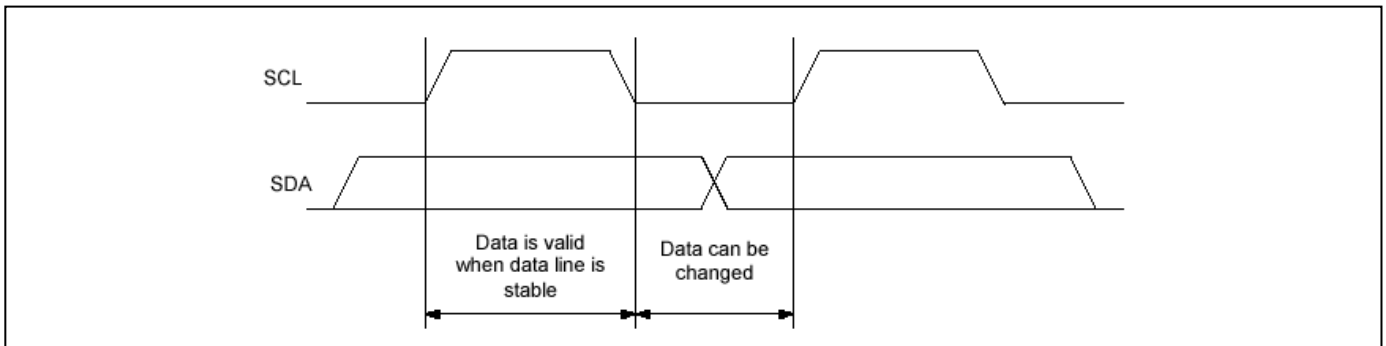 SCL
SDA
Data is valid
when data line is
stable
Data can be
changed